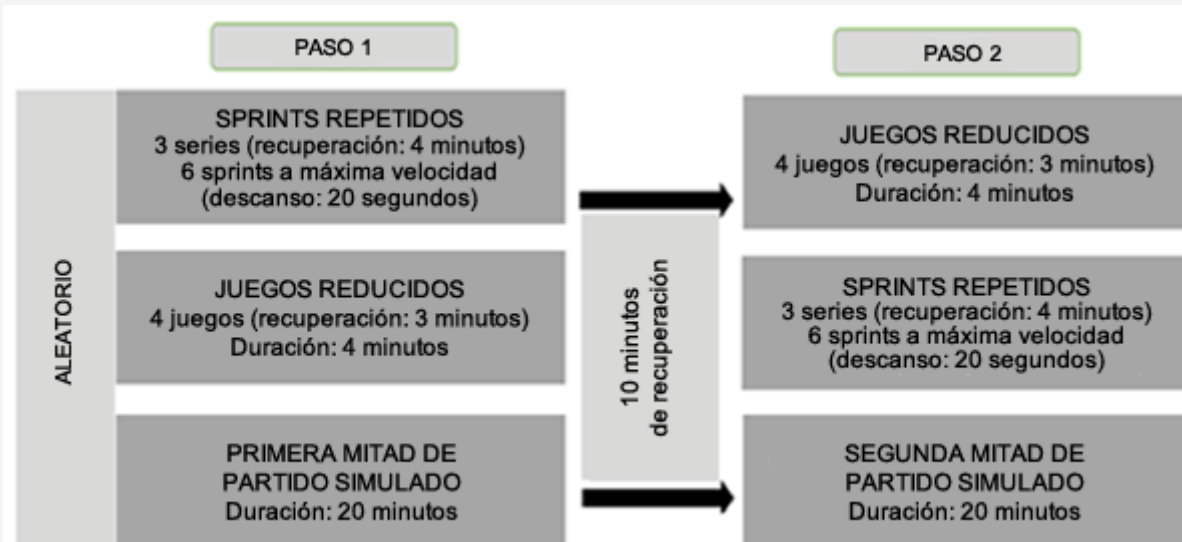 PASO 1
PASO 2
ALEATORIO
SPRINTS REPETIDOS
3 series (recuperación: 4 minutos)
6 sprints a máxima velocidad
(descanso: 20 segundos)
JUEGOS REDUCIDOS
4 juegos (recuperación: 3 minutos)
Duración: 4 minutos
PRIMERA MITAD DE
PARTIDO SIMULADO
Duración: 20 minutos
10 minutos
de recuperación
JUEGOS REDUCIDOS
4 juegos (recuperación: 3 minutos)
Duración: 4 minutos
SPRINTS REPETIDOS
3 series (recuperación: 4 minutos)
6 sprints a máxima velocidad
(descanso: 20 segundos)
SEGUNDA MITAD DE
PARTIDO SIMULADO
Duración: 20 minutos